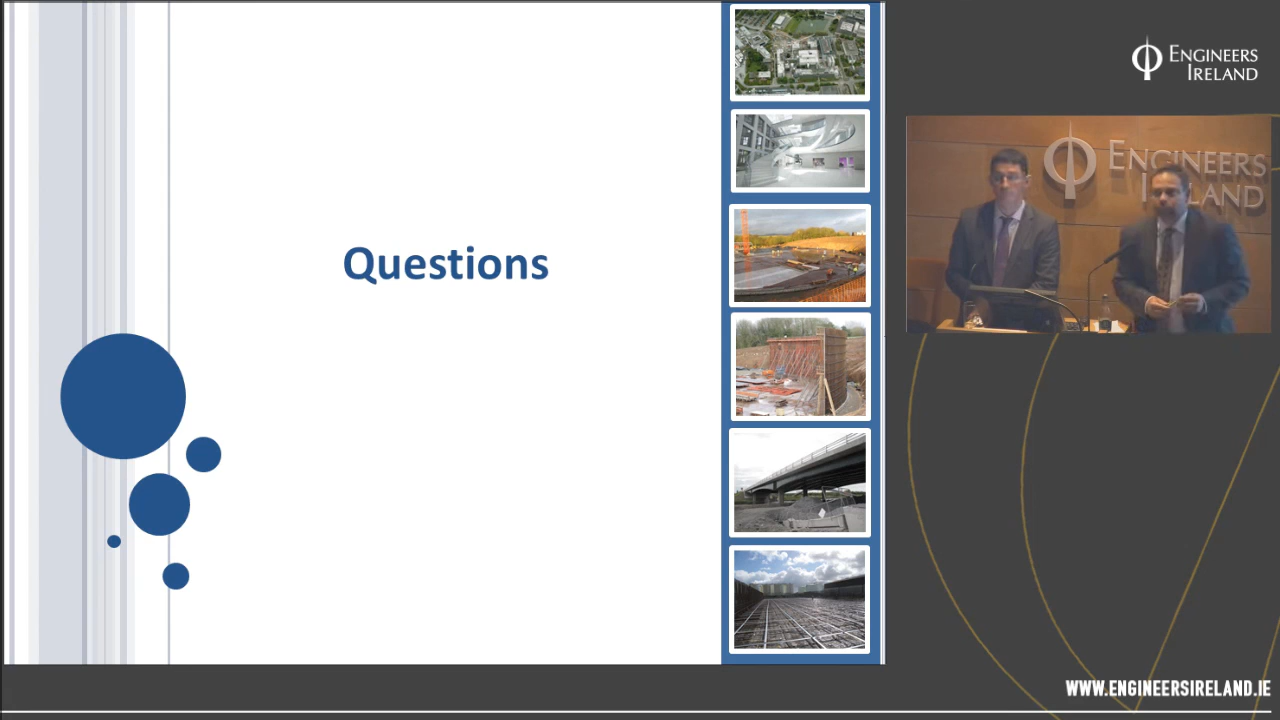 Questions
ENGINEERS
IRELAND
ENGINEERS
IRELAND
WWW.ENGINEERSIRELAND.IE